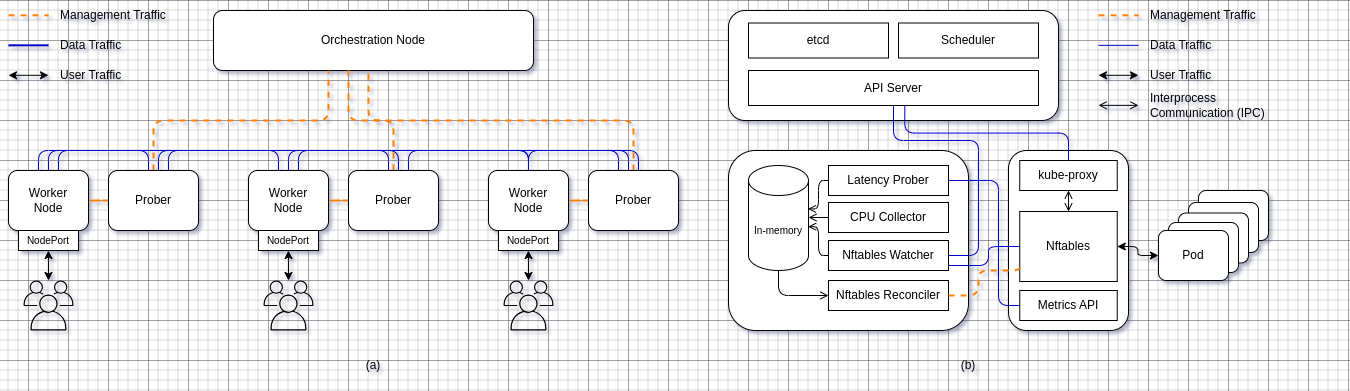 Management Traffic
Data Traffic
User Traffic
Orchestration Node
Worker
Node
Prober
Worker
Node
Prober
Worker
Node
Prober
NodePort
NodePort
NodePort
(a)
etcd
Scheduler
API Server
Management Traffic
Data Traffic
User Traffic
Interprocess
Communication (IPC)
In-memory
Latency Prober
CPU Collector
Nftables Watcher
Nftables Reconciler
kube-proxy
Nftables
Metrics API
Pod
(b)